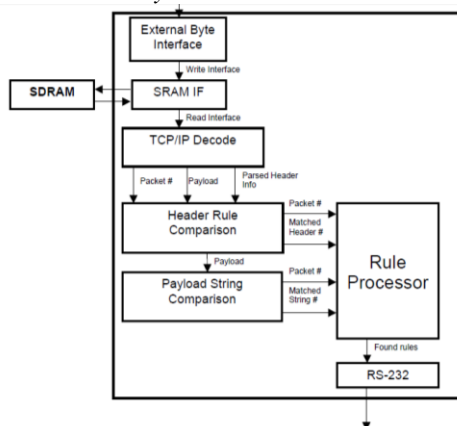 External Byte
Interface
Write Interface
SDRAM
SRAM IF
Read Interface
TCP/IP Decode
Packet #
Payload
Parsed Header
Info
Header Rule
Comparison
Packet #
Matched
Header #
Payload
Payload String
Comparison
Packet #
Matched
String #
Rule
Processor
Found rules
RS-232